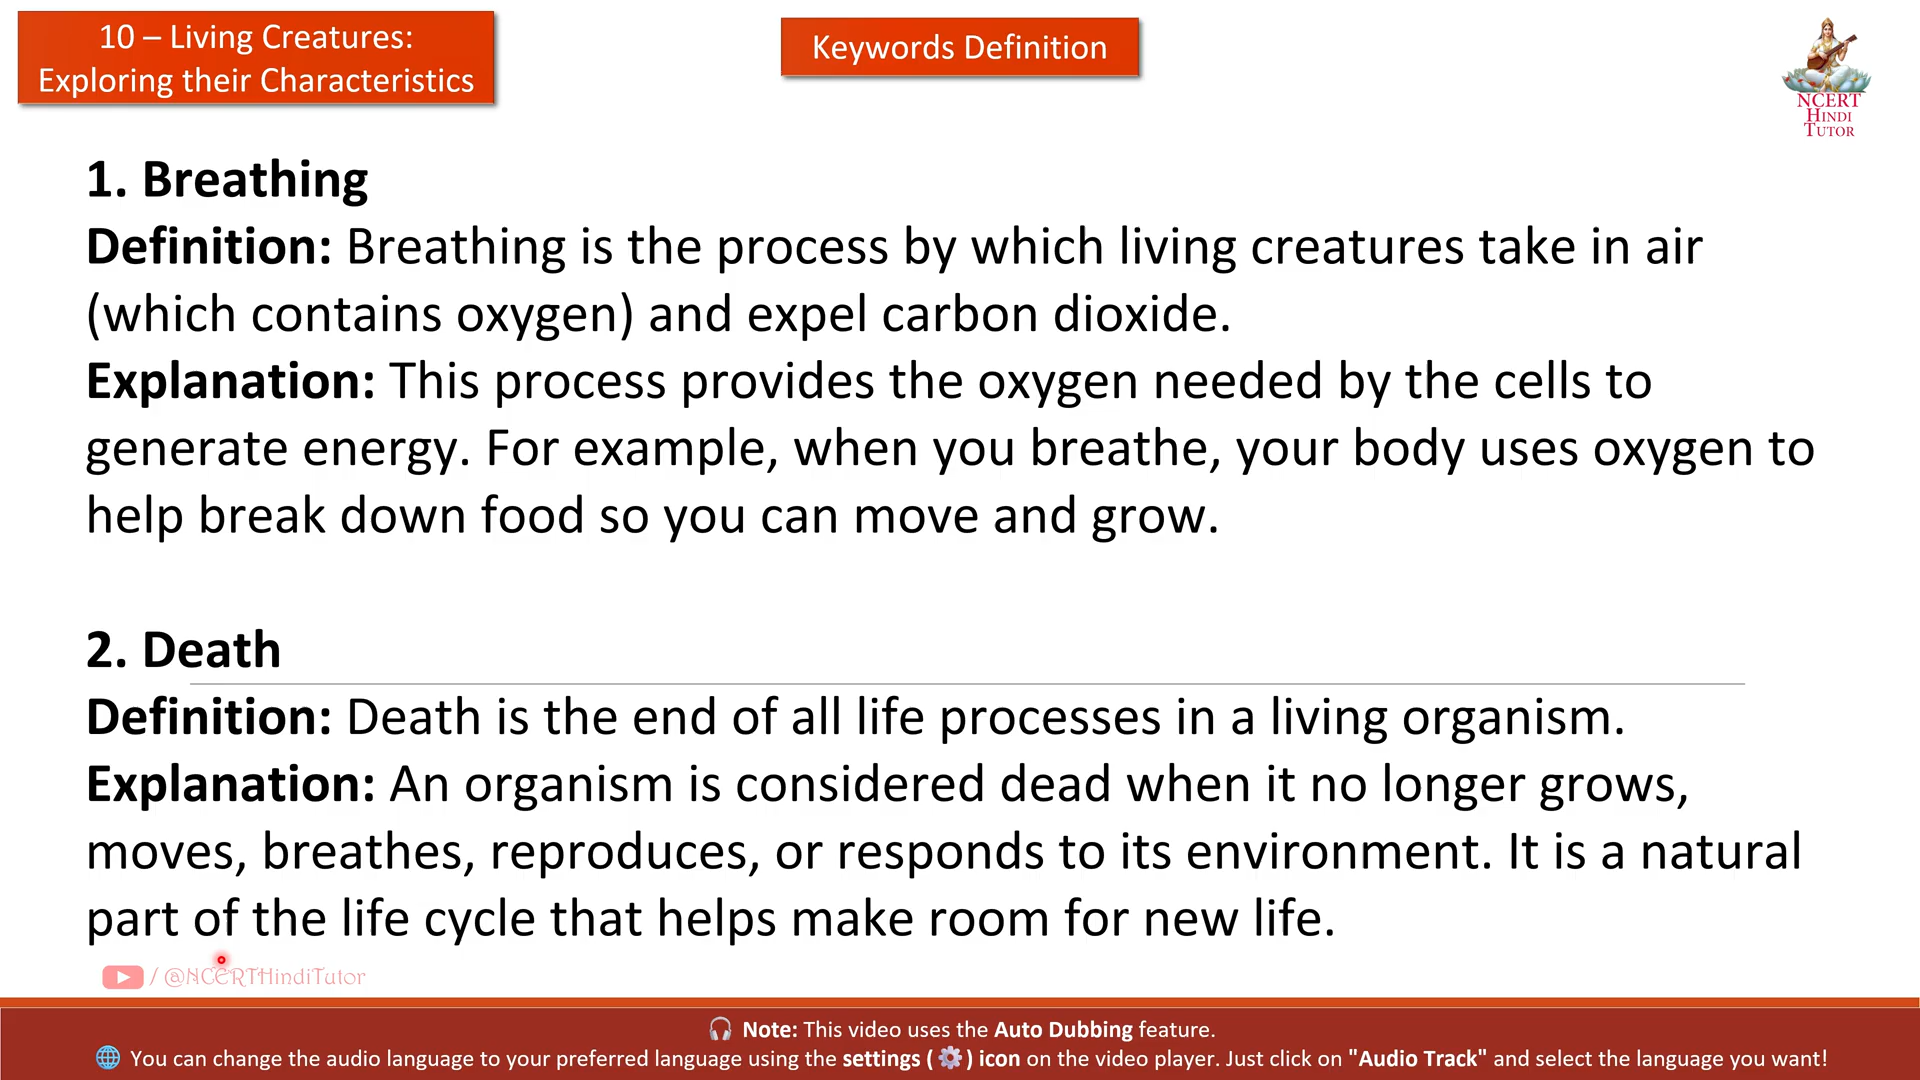 10 – Living Creatures:
Exploring their Characteristics
Keywords Definition
NCERT
HINDI
TUTOR
1. Breathing
Definition: Breathing is the process by which living creatures take in air
(which contains oxygen) and expel carbon dioxide.
Explanation: This process provides the oxygen needed by the cells to
generate energy. For example, when you breathe, your body uses oxygen to
help break down food so you can move and grow.
2. Death
Definition: Death is the end of all life processes in a living organism.
Explanation: An organism is considered dead when it no longer grows,
moves, breathes, reproduces, or responds to its environment. It is a natural
part of the life cycle that helps make room for new life.
/ @NCERTHindiTutor
🎧 Note: This video uses the Auto Dubbing feature.
🌐 You can change the audio language to your preferred language using the settings ( ⚙️ ) icon on the video player. Just click on "Audio Track" and select the language you want!